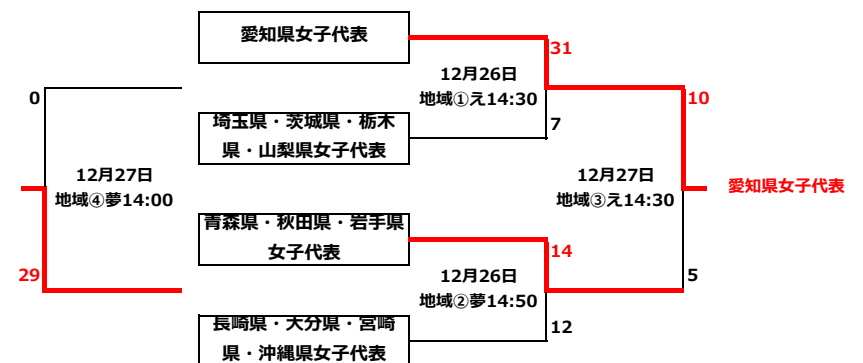 愛知県女子代表
31
12月26日
地域①え14:30
0
10
埼玉県・茨城県・栃木
県・山梨県女子代表
7
12月27日
地域④夢14:00
12月27日
地域③え14:30
愛知県女子代表
青森県・秋田県・岩手県
女子代表
14
29
12月26日
地域②夢14:50
5
長崎県・大分県・宮崎
県・沖縄県女子代表
12